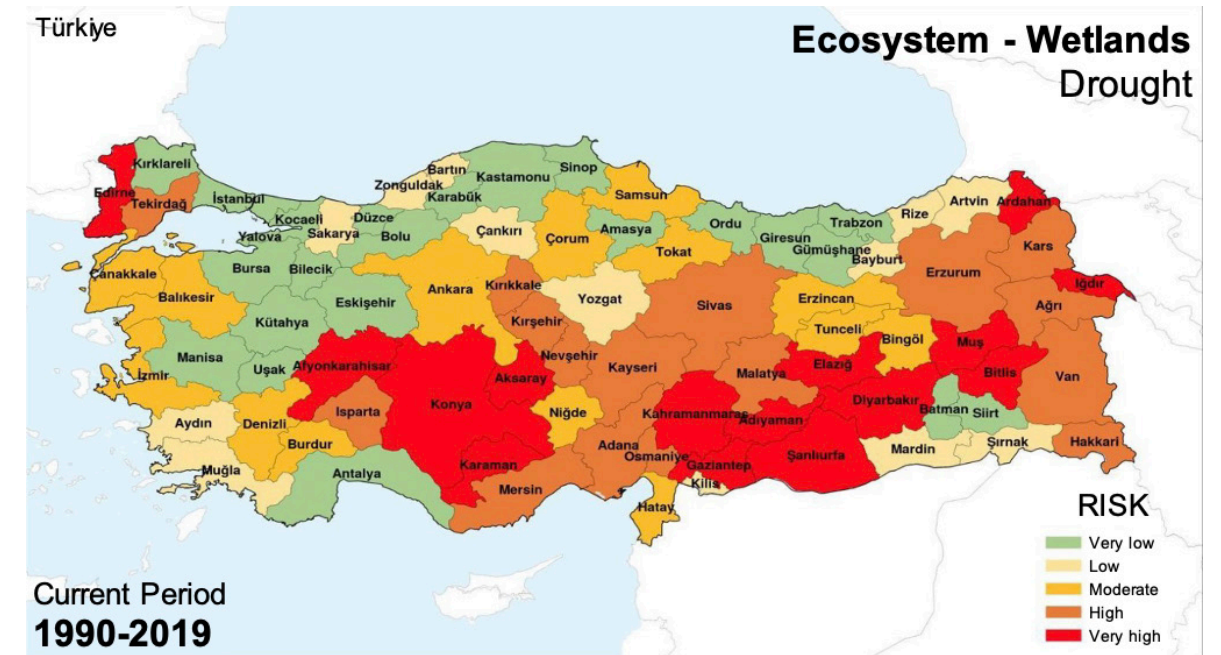 Türkiye
Ecosystem - Wetlands
Drought
Kırklareli
Edirne
Tekirdağ
İstanbul
Kocaeli
Yalova
Sakarya
Düzce
Bolu
Zonguldak
Bartın
Karabük
Kastamonu
Sinop
Çankırı
Samsun
Çorum
Amasya
Tokat
Ordu
Giresun
Gümüşhane
Trabzon
Bayburt
Rize
Artvin
Ardahan
Kars
Iğdır
Erzurum
Ağrı
Çanakkale
Balıkesir
Bursa
Bilecik
Eskişehir
Kütahya
Ankara
Kırıkkale
Kırşehir
Yozgat
Sivas
Erzincan
Tunceli
Bingöl
Muş
Bitlis
Van
Manisa
İzmir
Uşak
Afyonkarahisar
Konya
Aksaray
Nevşehir
Kayseri
Malatya
Elazığ
Diyarbakır
Batman
Siirt
Aydın
Denizli
Isparta
Burdur
Niğde
Kahramanmaraş
Adıyaman
Şanlıurfa
Mardin
Şırnak
Hakkari
Muğla
Antalya
Karaman
Mersin
Adana
Osmaniye
Gaziantep
Kilis
Hatay
RISK
Very low
Low
Moderate
High
Very high
Current Period
1990-2019